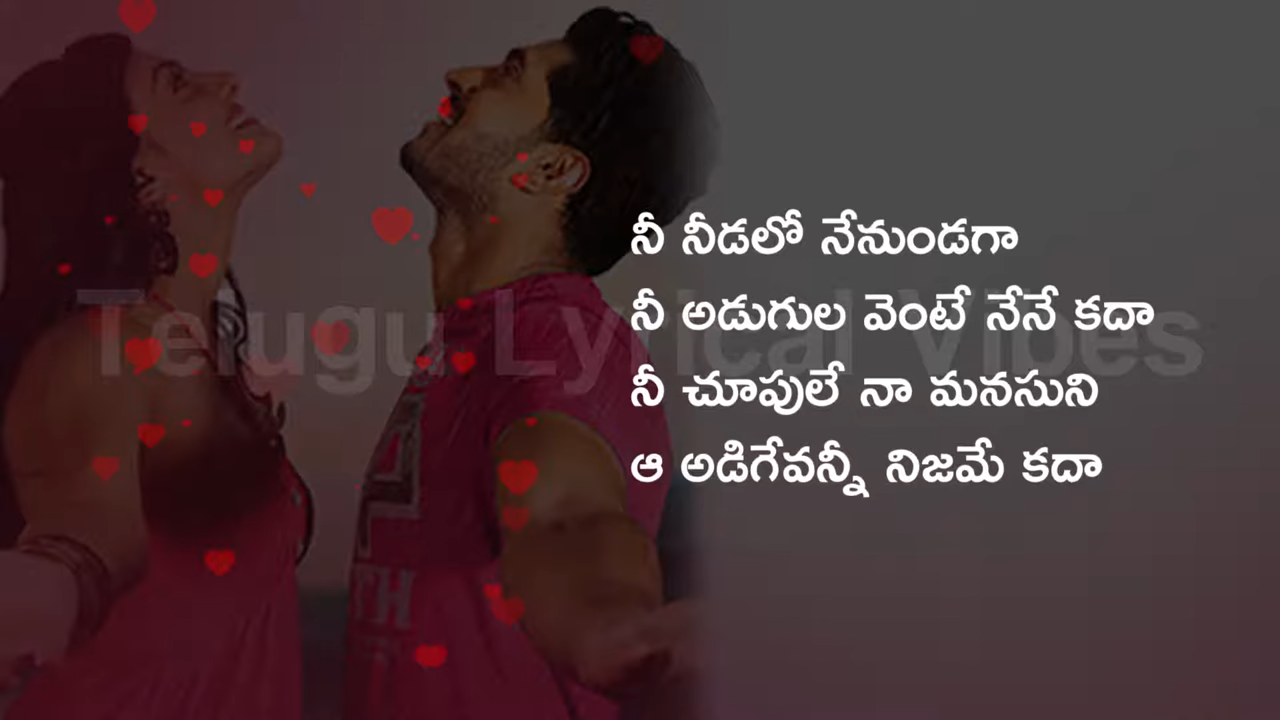 నీ నీడలో నేనుండగా
నీ అడుగుల వెంటే నేనే కదా
Telugu Lyrical Vibes
నీ చూపులే నా మనసుని
ఆ అడిగేవన్నీ నిజమే కదా